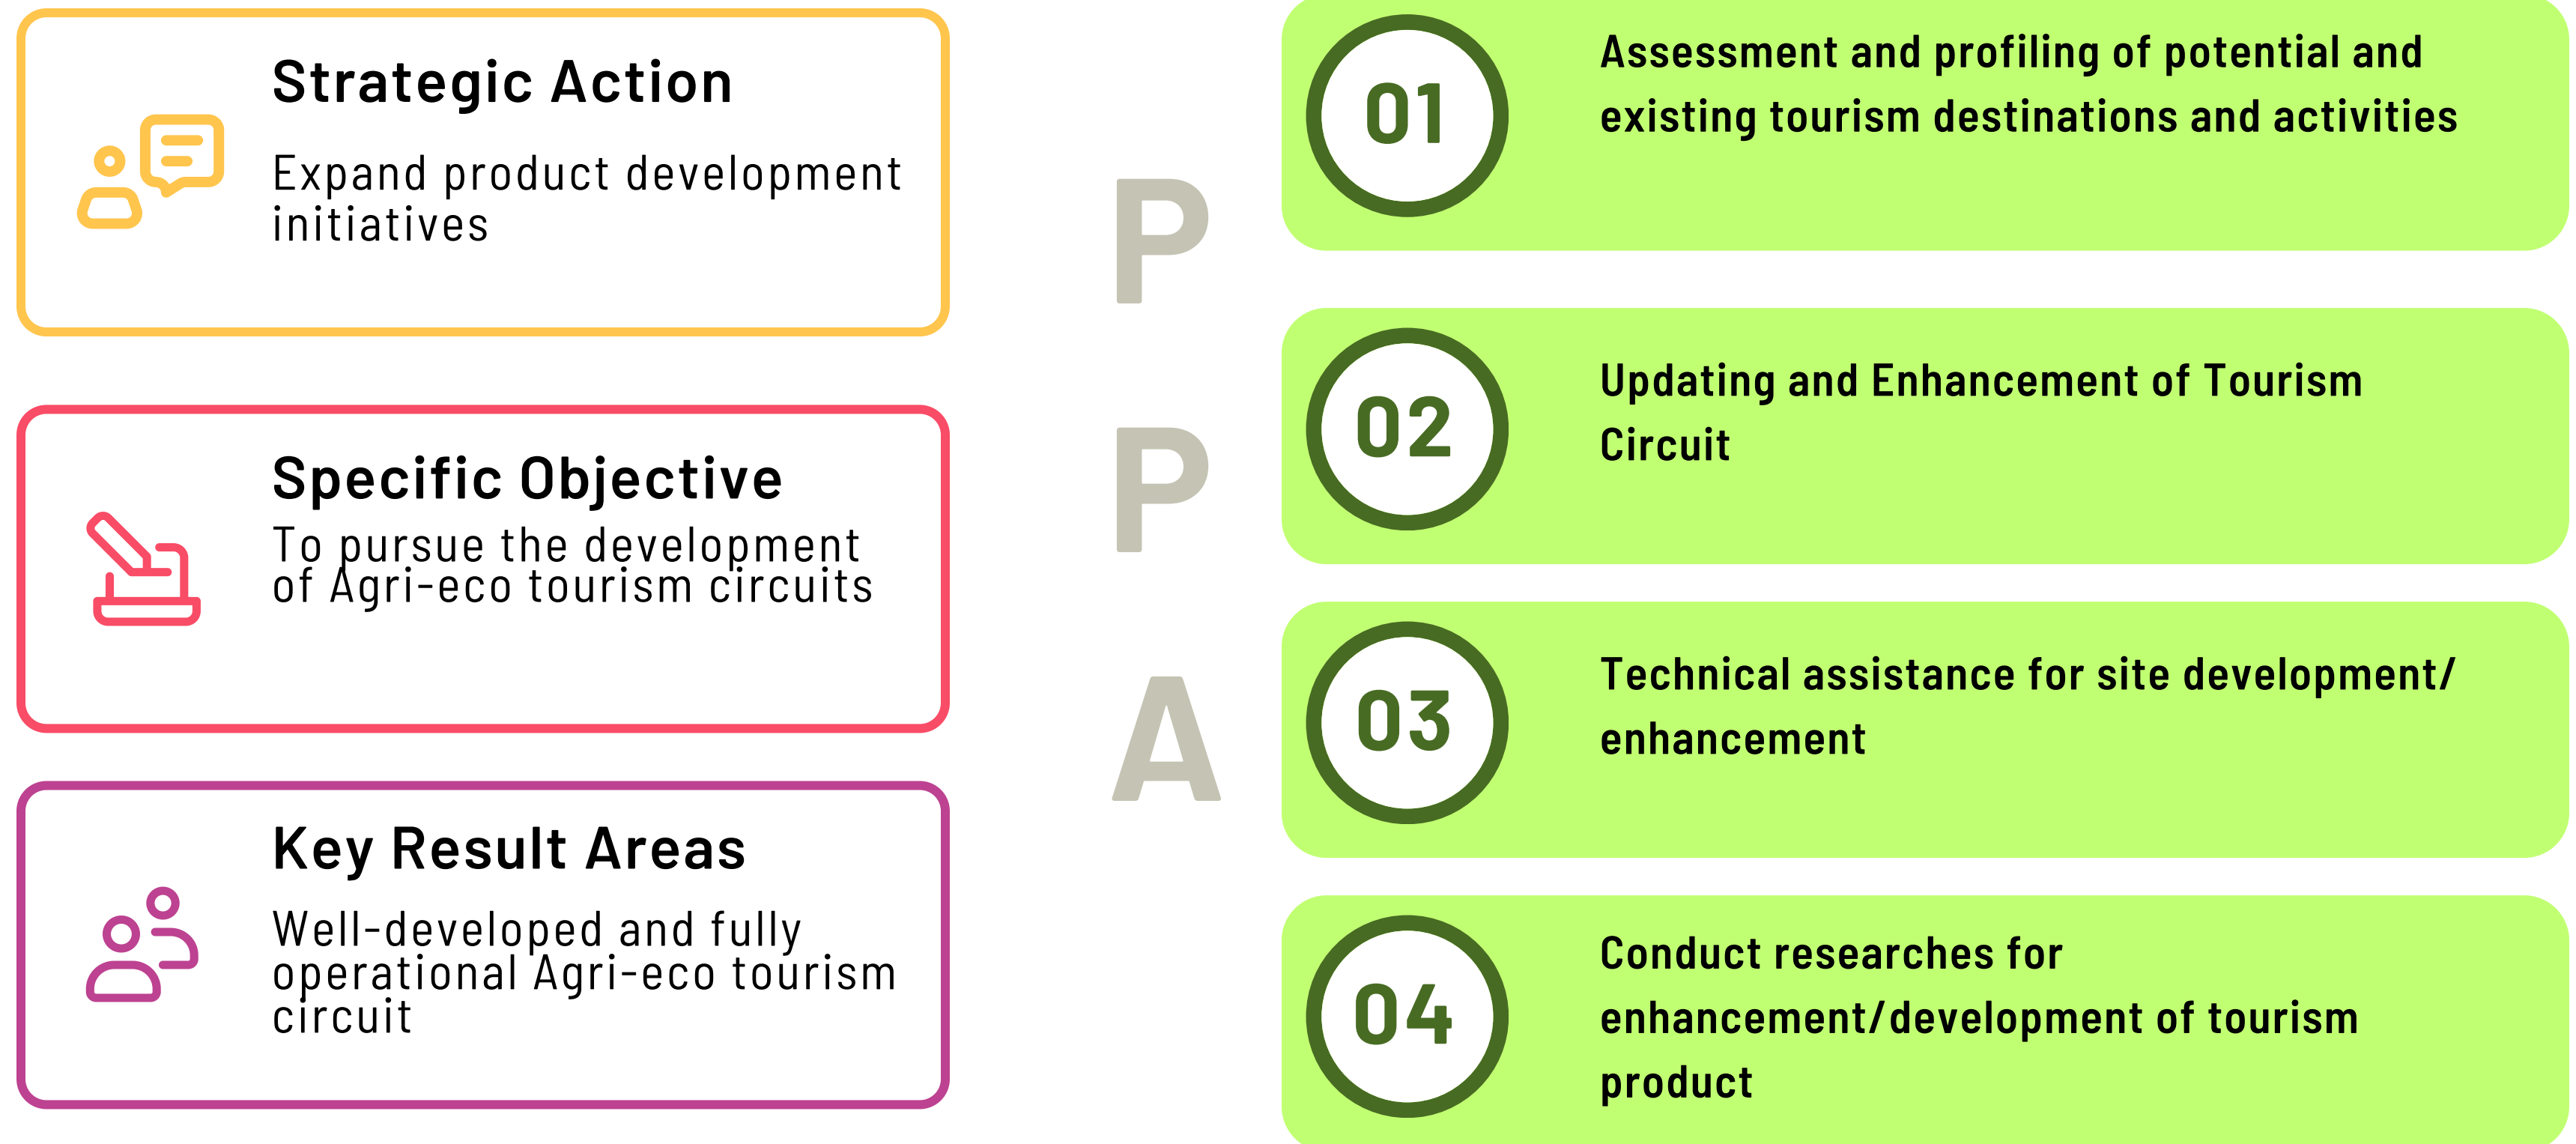 Strategic Action
Expand product development
initiatives
Specific Objective
To pursue the development
of Agri-eco tourism circuits
Key Result Areas
Well-developed and fully
operational Agri-eco tourism
circuit
P
P
A
01
Assessment and profiling of potential and
existing tourism destinations and activities
02
Updating and Enhancement of Tourism
Circuit
03
Technical assistance for site development/
enhancement
04
Conduct researches for
enhancement/development of tourism
product